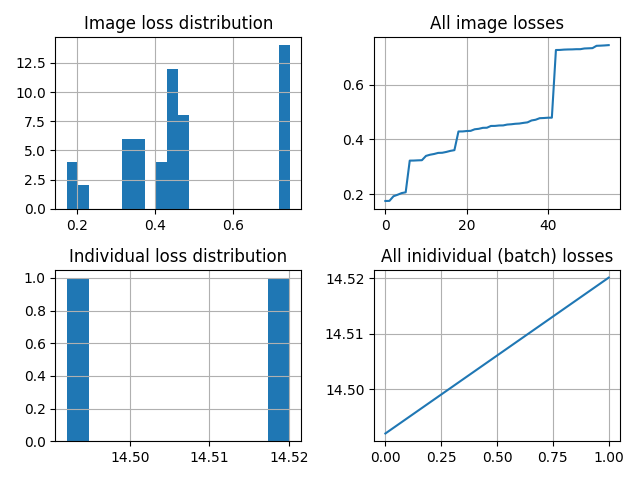 Image loss distribution
12.5
10.0
7.5
5.0
2.5
0.0
0.2 0.4 0.6
All image losses
0.6
0.4
0.2
0 20 40
Individual loss distribution
1.0
0.8
0.6
0.4
0.2
0.0
14.50 14.51 14.52
All inidividual (batch) losses
14.52
14.51
14.50
0.00 0.25 0.50 0.75 1.00